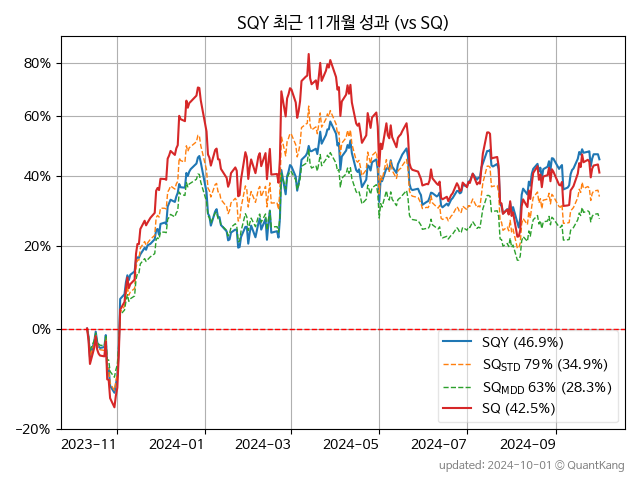 SQY 최근 11개월 성과 (vs SQ)
80%
60%
40%
20%
0%
−20%
2023−11
2024−01
2024−03
2024−05
2024−07
2024−09
SQY (46.9%)
SQSTD 79% (34.9%)
SQMDD 63% (28.3%)
SQ (42.5%)
updated: 2024-10-01 © QuantKang